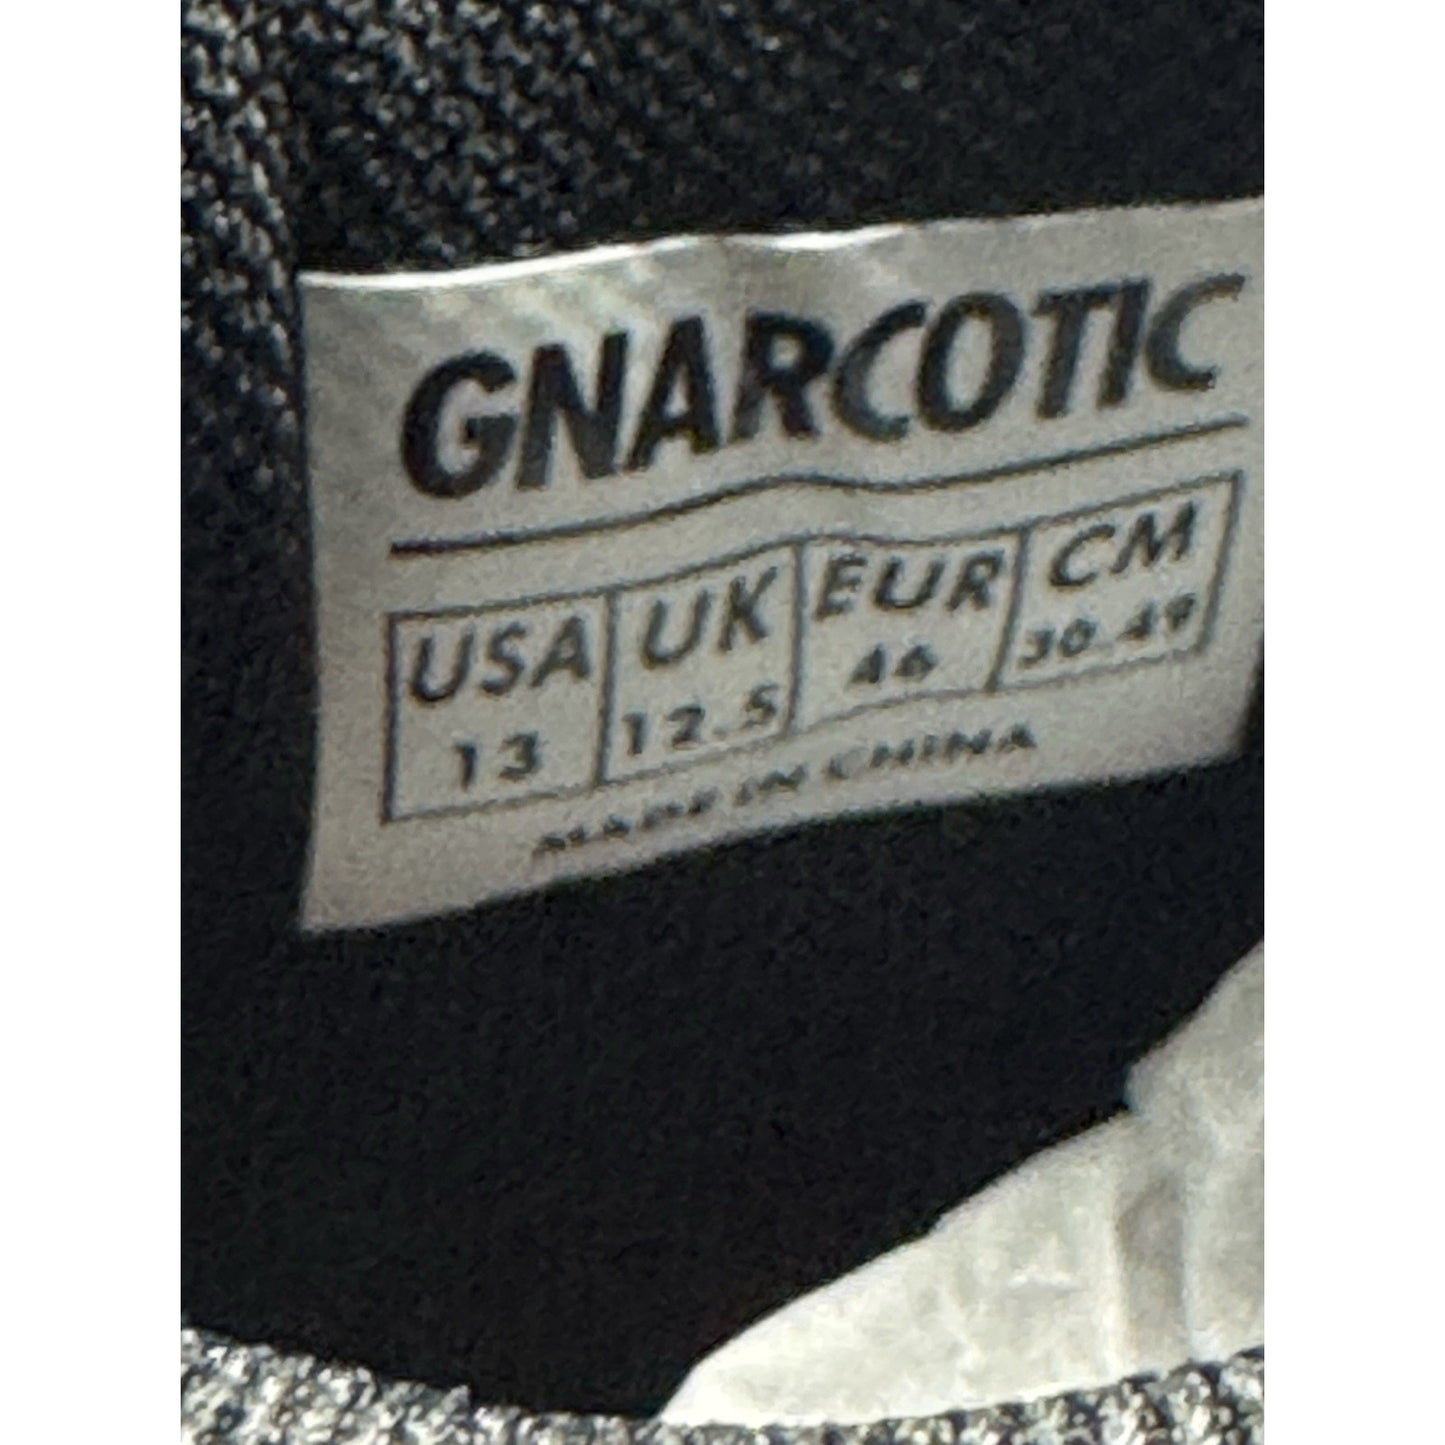 GNARCOTIC
USA UK EUR CM
13 12.5 46 30.49
MADE IN CHINA